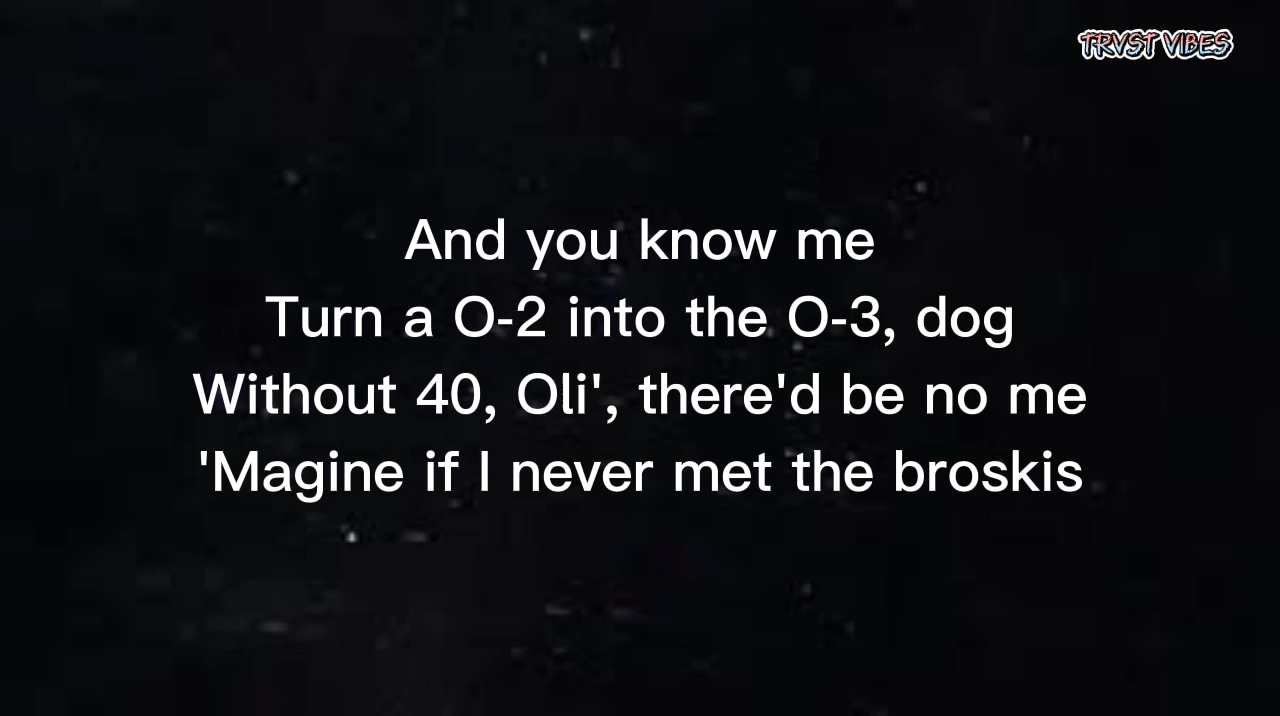 TRVST VIBES
And you know me
Turn a O-2 into the O-3, dog
Without 40, Oli', there'd be no me
'Magine if I never met the broskis